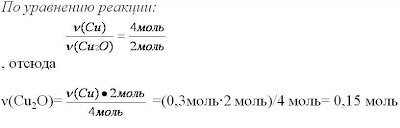 По уравнению реакции:
ν(Cu)/ν(Cu₂O) = 4моль/2моль
, отсюда
ν(Cu₂O)= ν(Cu)•2моль/4моль =(0,3моль·2 моль)/4 моль= 0,15 моль